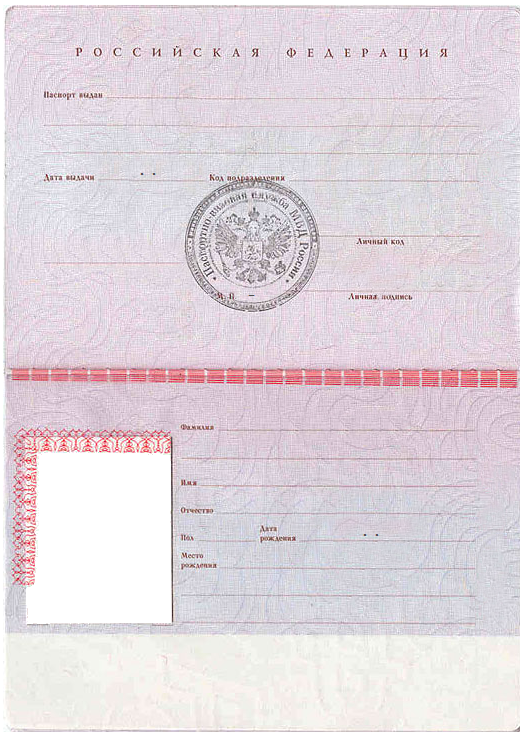 РОССИЙСКАЯ ФЕДЕРАЦИЯ
Паспорт выдан
Дата выдачи
Код подразделения
Паспортно-визовая служба МВД России
Личный код
М. П.
Личная подпись
Фамилия
Имя
Отчество
Пол
Дата
рождения
Место
рождения